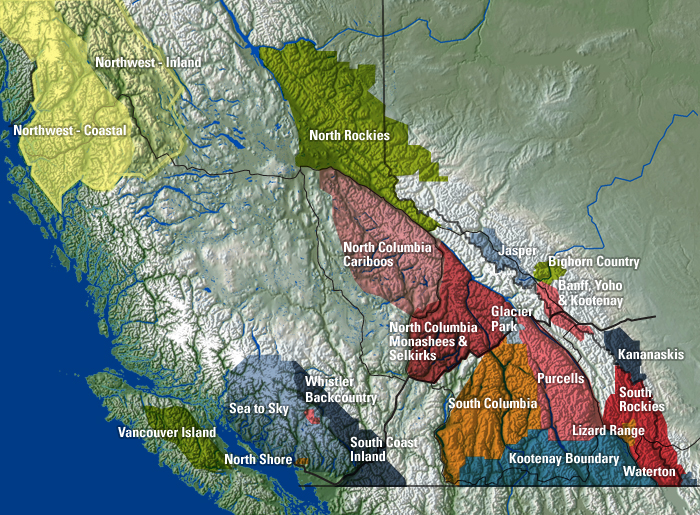 Northwest - Inland
Northwest - Coastal
North Rockies
North Columbia
Cariboos
Jasper
Bighorn Country
Banff, Yoho
& Kootenay
Glacier
Park
North Columbia
Monashees &
Selkirks
Kananaskis
Purcells
Whistler
Backcountry
South
Rockies
Sea to Sky
South Columbia
Vancouver Island
Lizard Range
South Coast
Inland
North Shore
Kootenay Boundary
Waterton